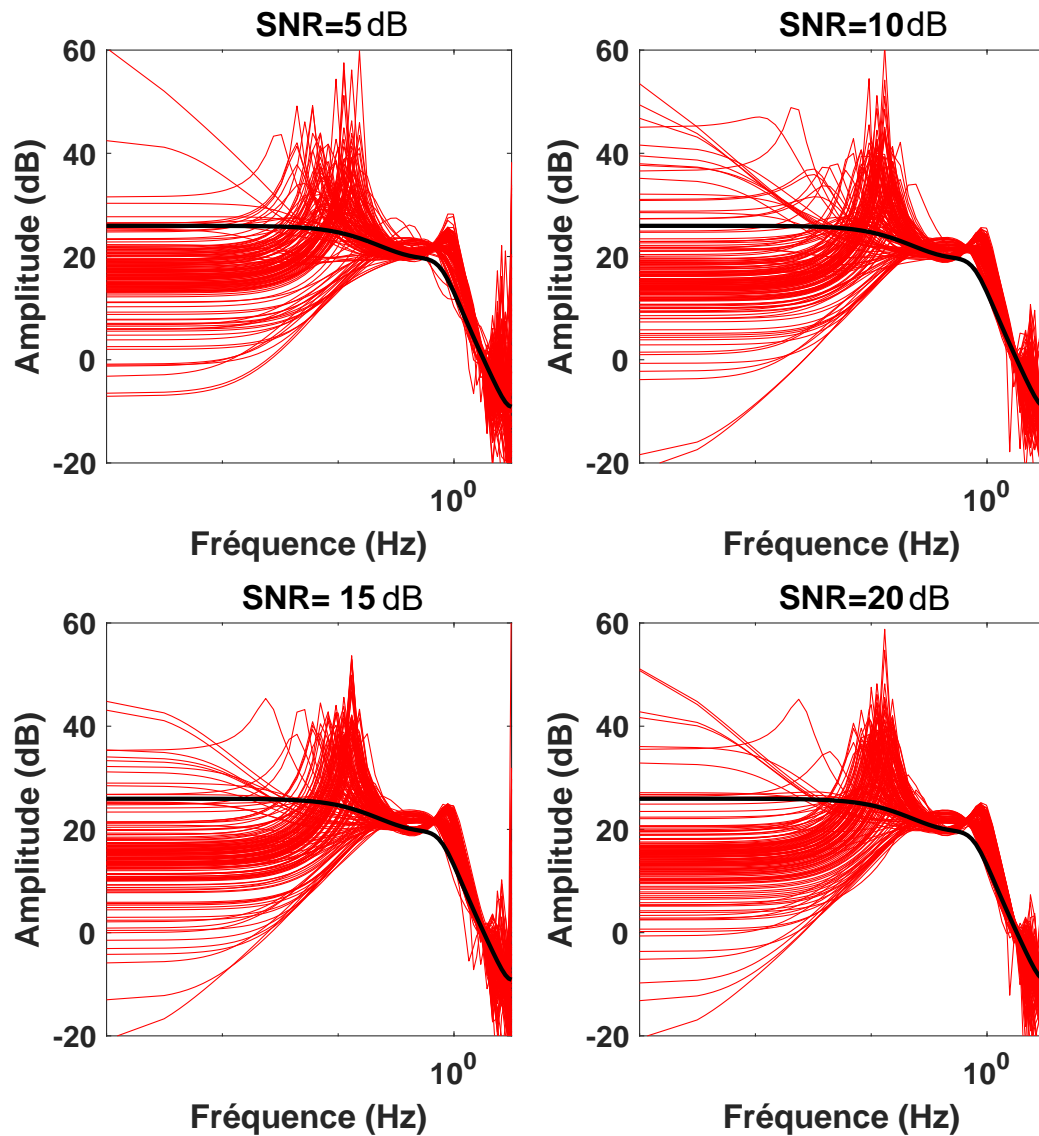 SNR=5 dB
60
40
20
0
-20
Amplitude (dB)
10⁰
Fréquence (Hz)
SNR=10 dB
60
40
20
0
-20
Amplitude (dB)
10⁰
Fréquence (Hz)
SNR= 15 dB
60
40
20
0
-20
Amplitude (dB)
10⁰
Fréquence (Hz)
SNR=20 dB
60
40
20
0
-20
Amplitude (dB)
10⁰
Fréquence (Hz)